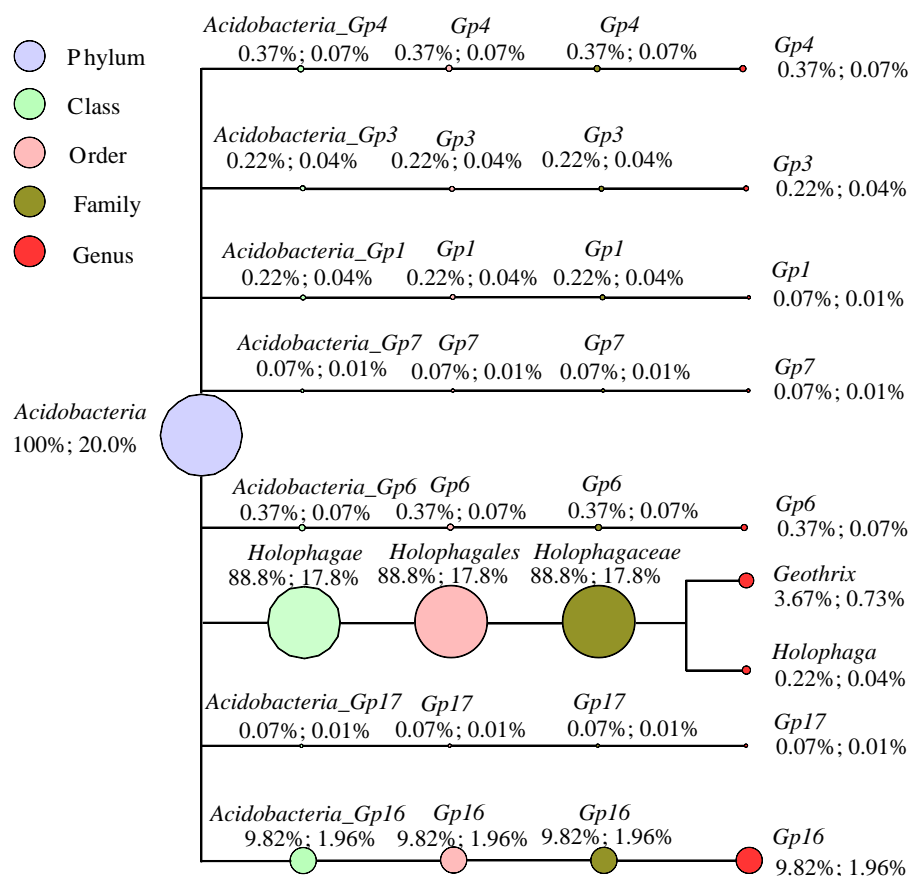 Phylum
Class
Order
Family
Genus
Acidobacteria
100%; 20.0%
Acidobacteria_Gp4 Gp4 Gp4 Gp4
0.37%; 0.07% 0.37%; 0.07% 0.37%; 0.07% 0.37%; 0.07%
Acidobacteria_Gp3 Gp3 Gp3 Gp3
0.22%; 0.04% 0.22%; 0.04% 0.22%; 0.04% 0.22%; 0.04%
Acidobacteria_Gp1 Gp1 Gp1 Gp1
0.22%; 0.04% 0.22%; 0.04% 0.22%; 0.04% 0.07%; 0.01%
Acidobacteria_Gp7 Gp7 Gp7 Gp7
0.07%; 0.01% 0.07%; 0.01% 0.07%; 0.01% 0.07%; 0.01%
Acidobacteria_Gp6 Gp6 Gp6 Gp6
0.37%; 0.07% 0.37%; 0.07% 0.37%; 0.07% 0.37%; 0.07%
Holophagae Holophagales Holophagaceae
88.8%; 17.8% 88.8%; 17.8% 88.8%; 17.8%
Geothrix
3.67%; 0.73%
Holophaga
0.22%; 0.04%
Acidobacteria_Gp17 Gp17 Gp17 Gp17
0.07%; 0.01% 0.07%; 0.01% 0.07%; 0.01% 0.07%; 0.01%
Acidobacteria_Gp16 Gp16 Gp16 Gp16
9.82%; 1.96% 9.82%; 1.96% 9.82%; 1.96% 9.82%; 1.96%